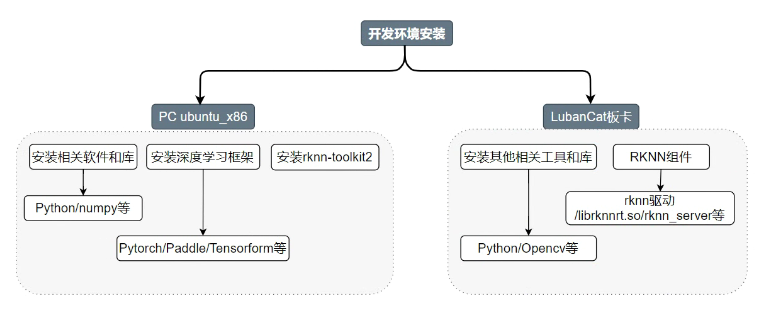 开发环境安装
PC ubuntu_x86
LubanCat板卡
安装相关软件和库
安装深度学习框架
安装rknn-toolkit2
安装其他相关工具和库
RKNN组件
Python/numpy等
rknn驱动
/librknnrt.so/rknn_server等
Pytorch/Paddle/Tensorform等
Python/Opencv等